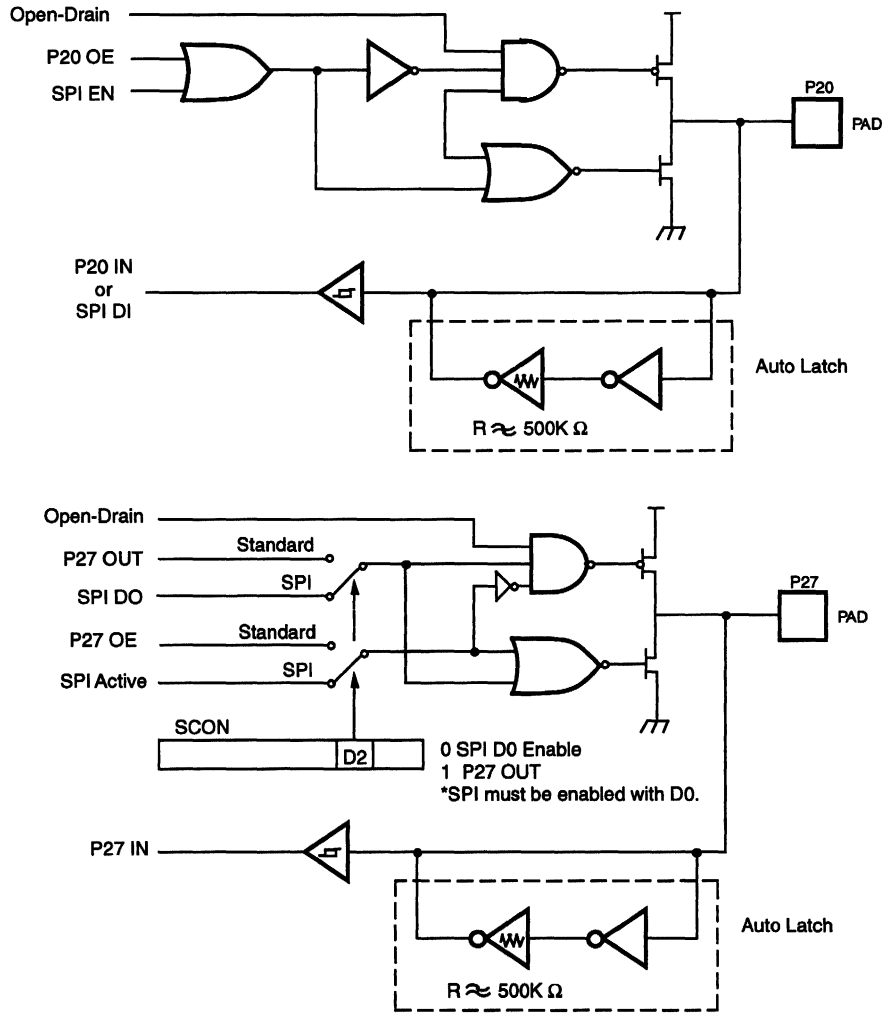 Open-Drain
P20 OE
SPI EN
P20
PAD
P20 IN
or
SPI DI
Auto Latch
R ≈ 500K Ω
Open-Drain
P27 OUT
Standard
SPI
SPI DO
P27 OE
Standard
SPI
SPI Active
P27
PAD
SCON
D2
0 SPI D0 Enable
1 P27 OUT
*SPI must be enabled with D0.
P27 IN
Auto Latch
R ≈ 500K Ω